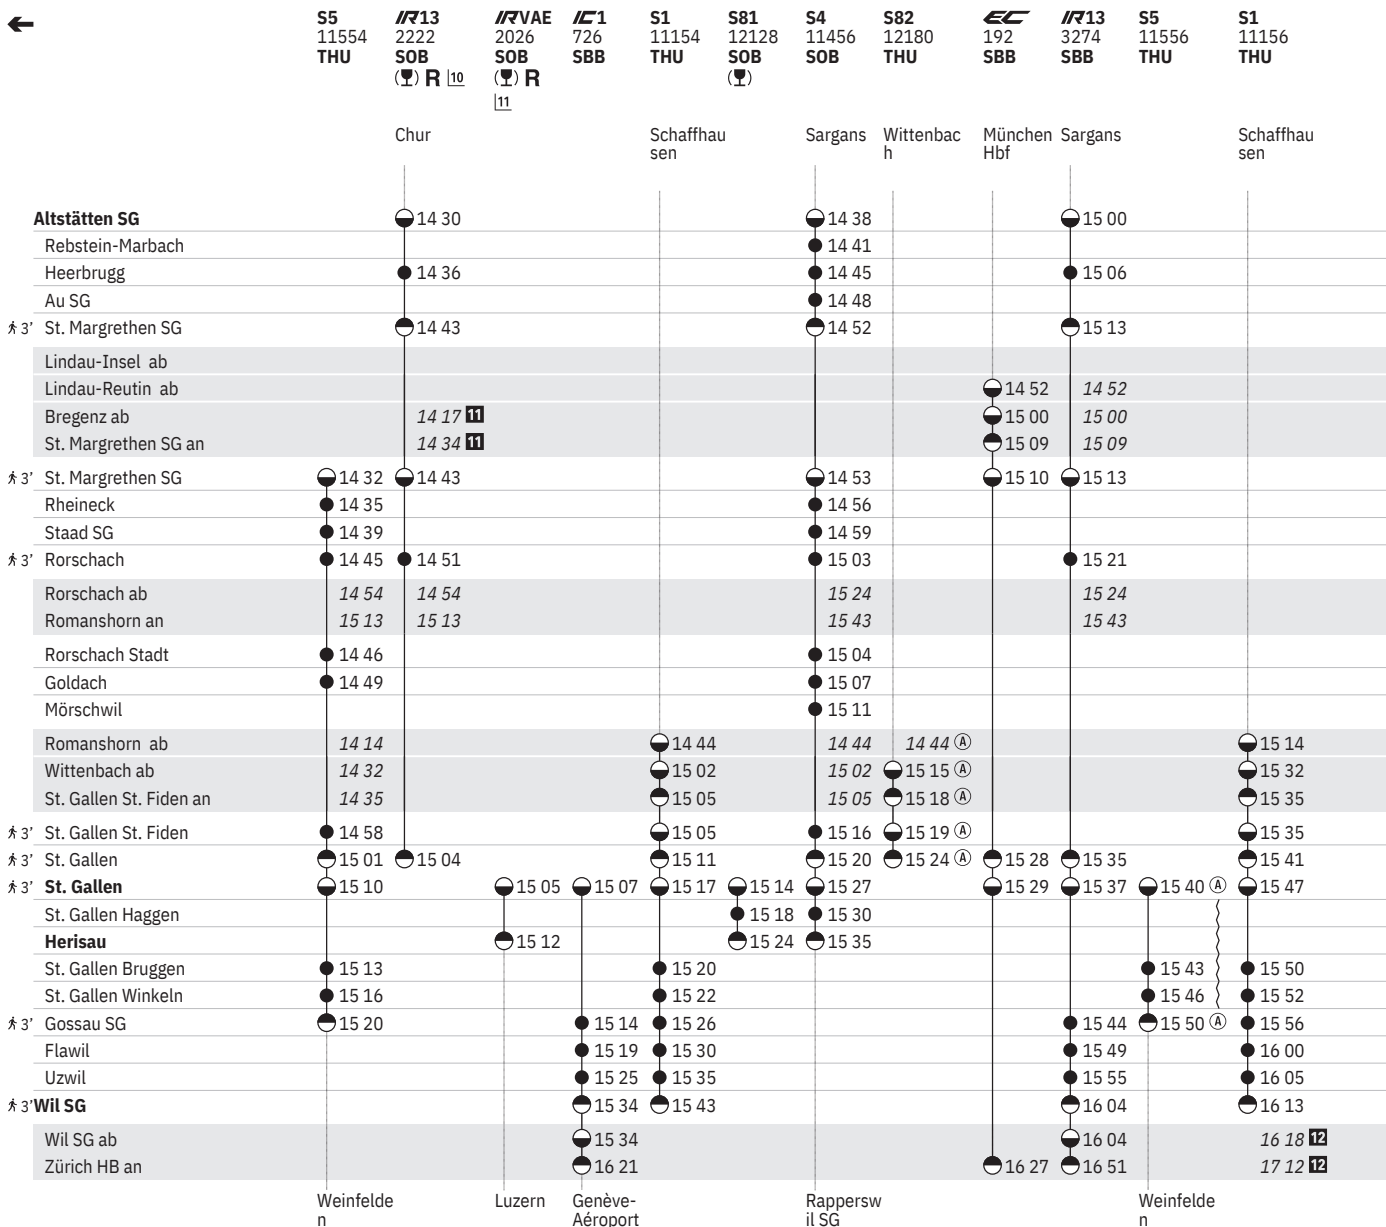 S5 IR13 IRVAE IC1 S1 S81 S4 S82 EC IR13 S5 S1
11554 2222 2026 726 11154 12128 11456 12180 192 3274 11556 11156
THU SOB SOB SBB THU SOB SOB THU SBB SBB THU THU
( ) R 10 ( ) R ( )
11
Chur Schaffhau Sargans Wittenbac München Sargans Schaffhau
sen h Hbf sen
Altstätten SG 14 30 14 38 15 00
Rebstein-Marbach 14 41
Heerbrugg 14 36 14 45 15 06
Au SG 14 48
3' St. Margrethen SG 14 43 14 52 15 13
Lindau-Insel ab
Lindau-Reutin ab 14 52 14 52
Bregenz ab 14 17 11 15 00 15 00
St. Margrethen SG an 14 34 11 15 09 15 09
3' St. Margrethen SG 14 32 14 43 14 53 15 10 15 13
Rheineck 14 35 14 56
Staad SG 14 39 14 59
3' Rorschach 14 45 14 51 15 03 15 21
Rorschach ab 14 54 14 54 15 24 15 24
Romanshorn an 15 13 15 13 15 43 15 43
Rorschach Stadt 14 46 15 04
Goldach 14 49 15 07
Mörschwil 15 11
Romanshorn ab 14 14 14 44 14 44 14 44 A 15 14
Wittenbach ab 14 32 15 02 15 02 15 15 A 15 32
St. Gallen St. Fiden an 14 35 15 05 15 05 15 18 A 15 35
3' St. Gallen St. Fiden 14 58 15 05 15 16 15 19 A 15 35
3' St. Gallen 15 01 15 04 15 11 15 20 15 24 A 15 28 15 35 15 41
3' St. Gallen 15 10 15 05 15 07 15 17 15 14 15 27 15 29 15 37 15 40 A 15 47
St. Gallen Haggen 15 18 15 30
Herisau 15 12 15 24 15 35
St. Gallen Bruggen 15 13 15 20 15 43 15 50
St. Gallen Winkeln 15 16 15 22 15 46 15 52
3' Gossau SG 15 20 15 14 15 26 15 44 15 50 A 15 56
Flawil 15 19 15 30 15 49 16 00
Uzwil 15 25 15 35 15 55 16 05
3' Wil SG 15 34 15 43 16 04 16 13
Wil SG ab 15 34 16 04 16 18 12
Zürich HB an 16 21 16 27 16 51 17 12 12
Weinfelde Luzern Genève- Rappersw Weinfelde
n Aéroport il SG n